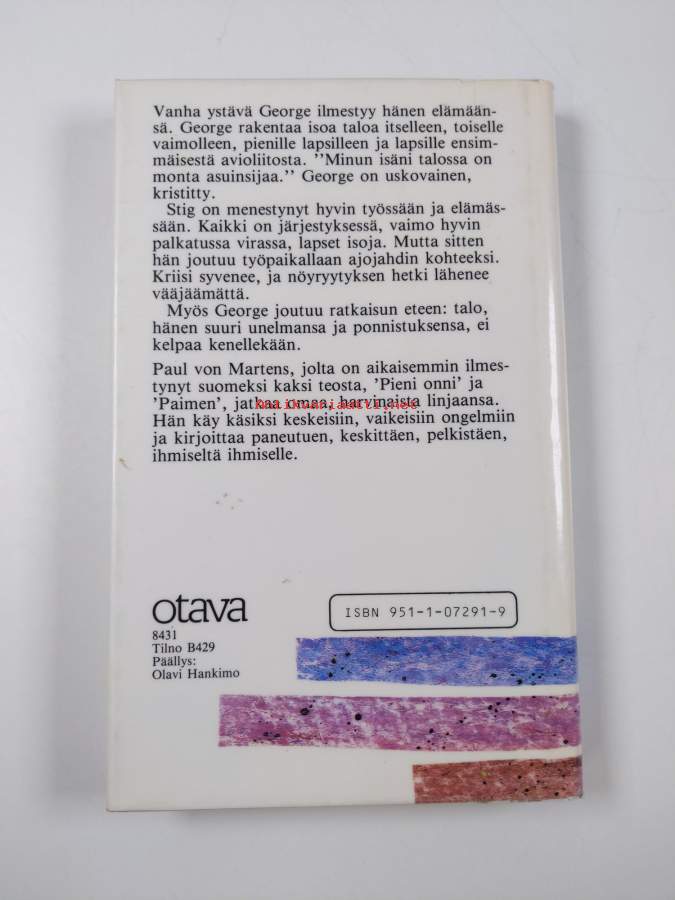 Vanha ystävä George ilmestyy hänen elämään-
sä. George rakentaa isoa taloa itselleen, toiselle
vaimolleen, pienille lapsilleen ja lapsille ensim-
mäisestä avioliitosta. ''Minun isäni talossa on
monta asuinsijaa.'' George on uskovainen,
kristitty.
Stig on menestynyt hyvin työssään ja elämäs-
sään. Kaikki on järjestyksessä, vaimo hyvin
palkatussa virassa, lapset isoja. Mutta sitten
hän joutuu työpaikallaan ajojahdin kohteeksi.
Kriisi syvenee, ja nöyryytyksen hetki lähenee
vääjäämättä.
Myös George joutuu ratkaisun eteen: talo,
hänen suuri unelmansa ja ponnistuksensa, ei
kelpaa kenellekään.
Paul von Martens, jolta on aikaisemmin ilmes-
tynyt suomeksi kaksi teosta, 'Pieni onni' ja
'Paimen', jatkaa omaa, harvinaista linjaansa.
Antikvariaatti.net
Hän käy käsiksi keskeisiin, vaikeisiin ongelmiin
ja kirjoittaa paneutuen, keskittäen, pelkistäen,
ihmiseltä ihmiselle.
otava
ISBN 951-1-07291-9
8431
Tilno B429
Päällys:
Olavi Hankimo